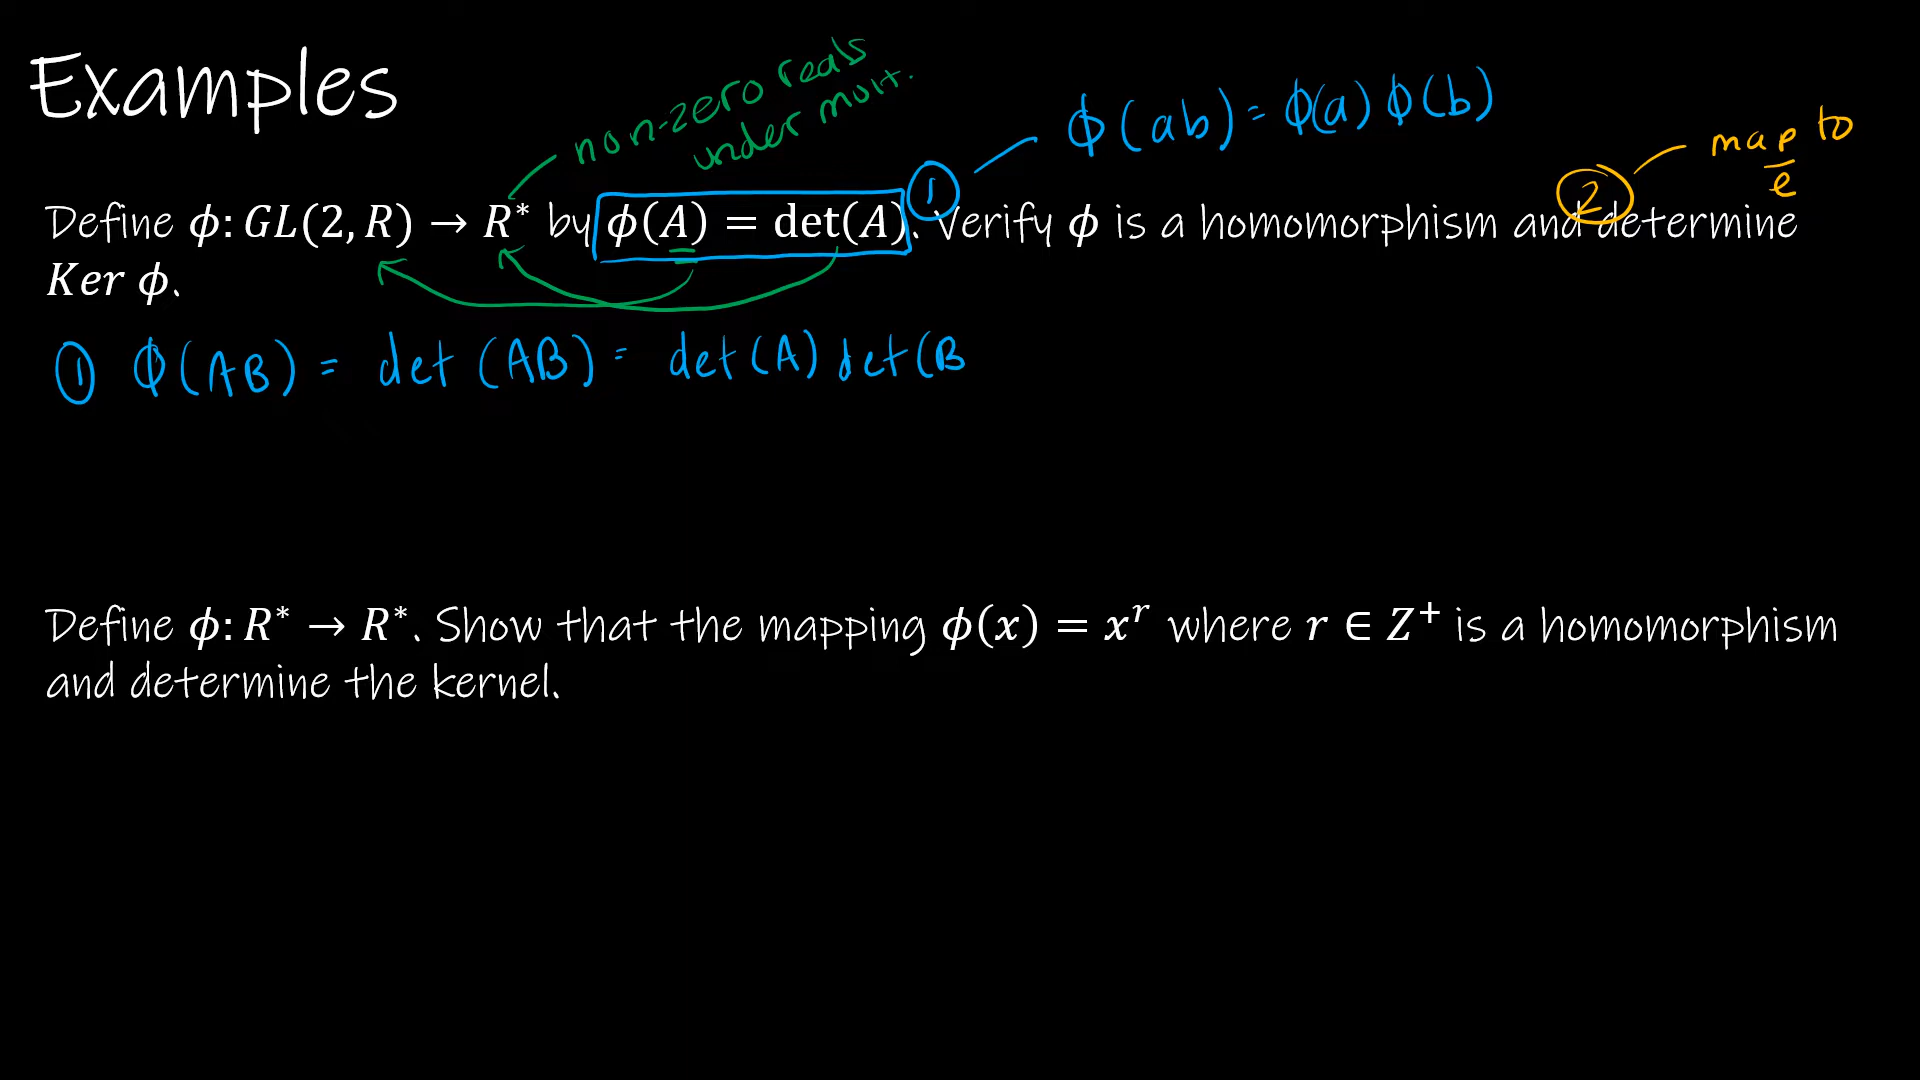 Examples
non-zero reals
under mult.
① ϕ(ab) = ϕ(a) ϕ(b)
② map to
e
Define ϕ: GL(2, R) → R* by ϕ(A) = det(A). Verify ϕ is a homomorphism and determine
Ker ϕ.
① ϕ(AB) = det (AB) = det (A) det (B
Define ϕ: R* → R*. Show that the mapping ϕ(x) = xʳ where r ∈ Z⁺ is a homomorphism
and determine the kernel.